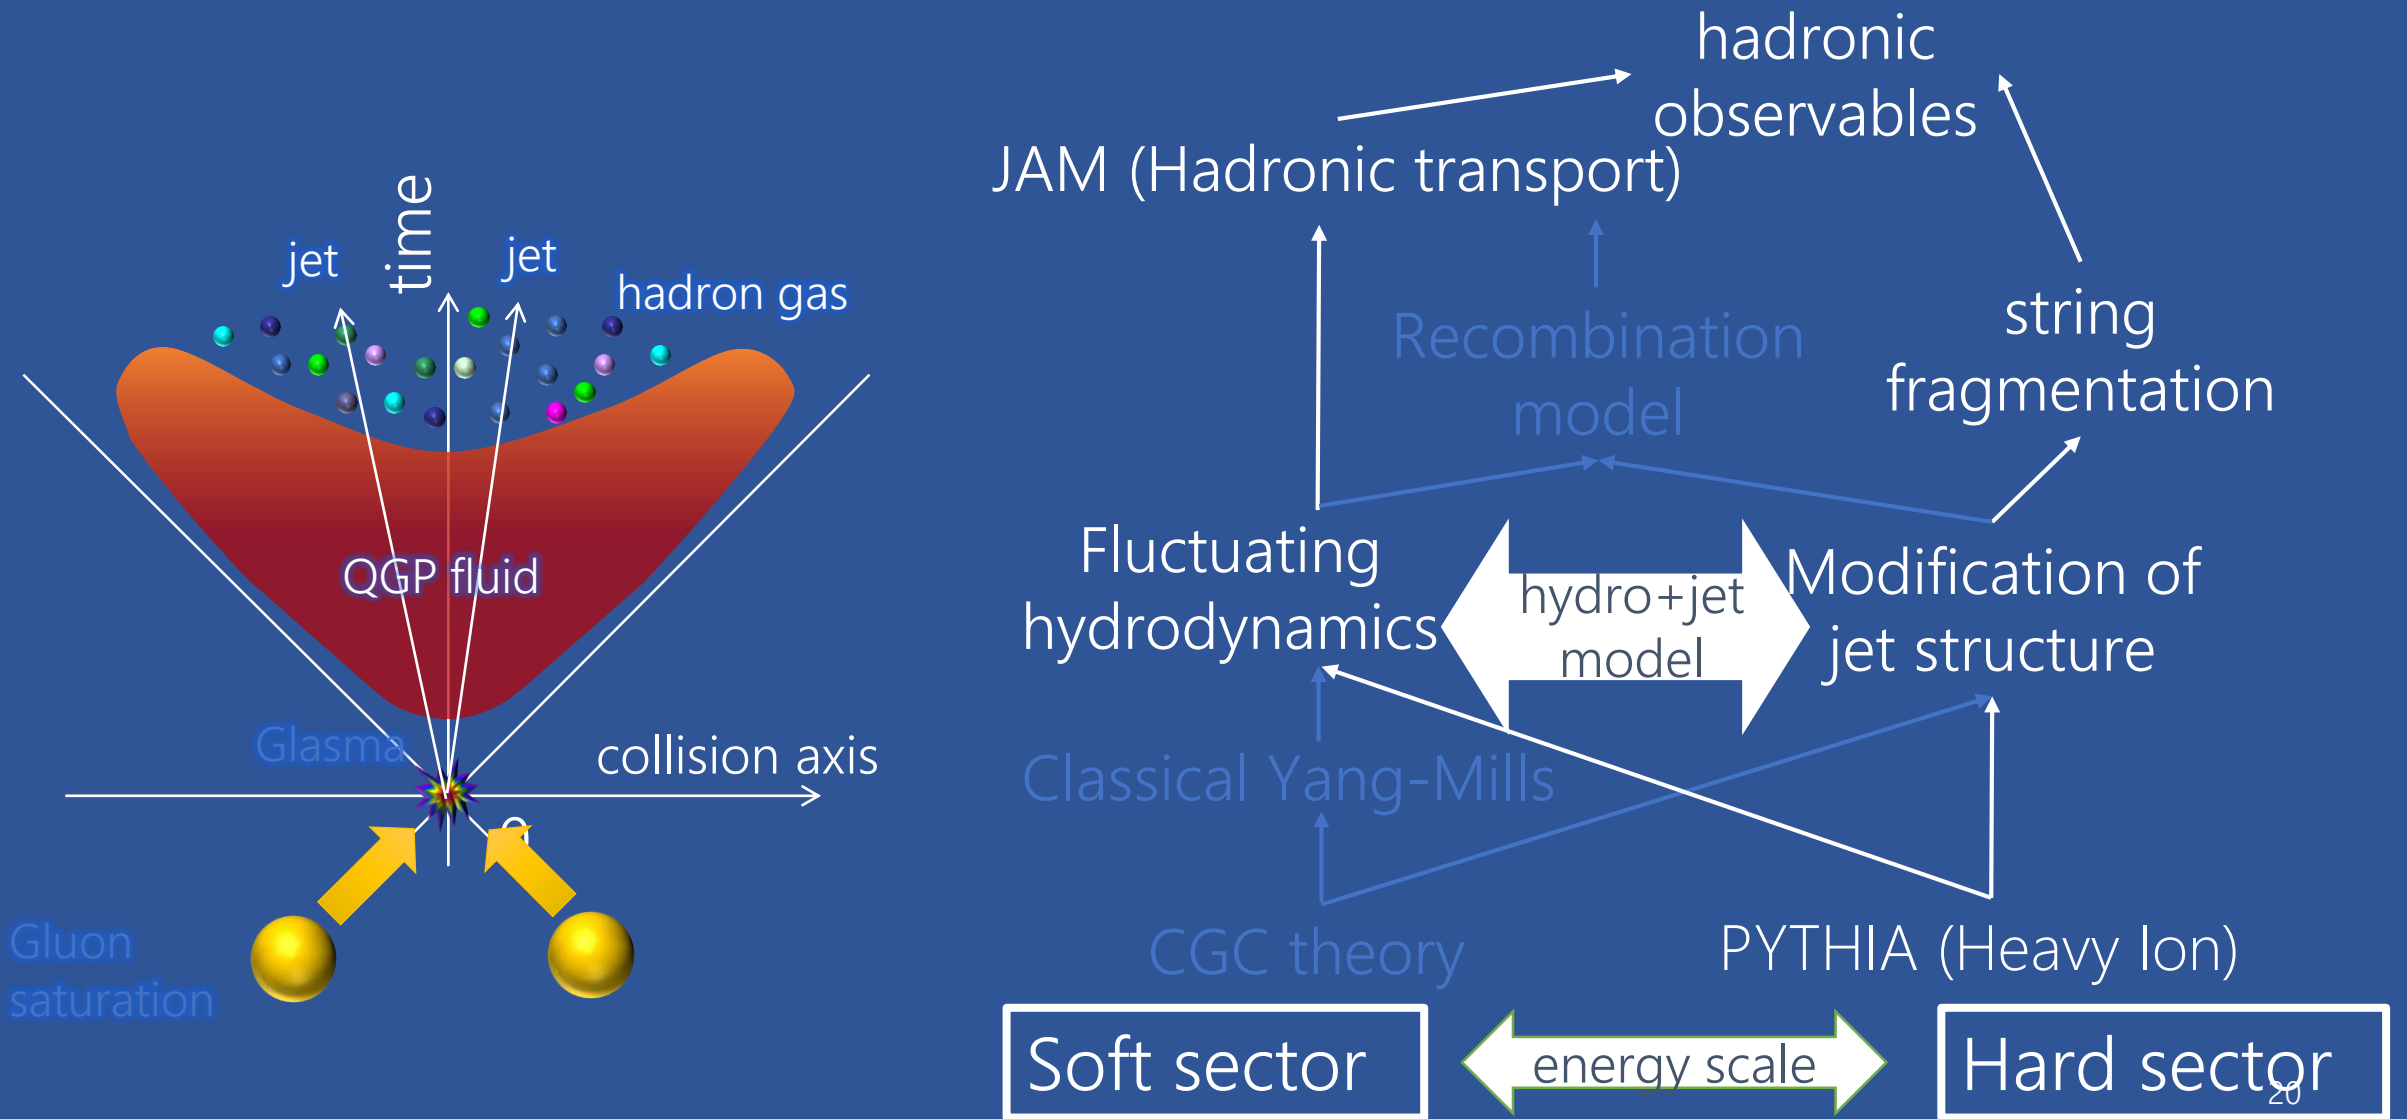 time
jet
jet
hadron gas
QGP fluid
Glasma
collision axis
0
Gluon
saturation
hadronic
observables
JAM (Hadronic transport)
Recombination
model
string
fragmentation
Fluctuating
hydrodynamics
hydro+jet
model
Modification of
jet structure
Classical Yang-Mills
CGC theory
PYTHIA (Heavy Ion)
Soft sector
energy scale
Hard sector
20